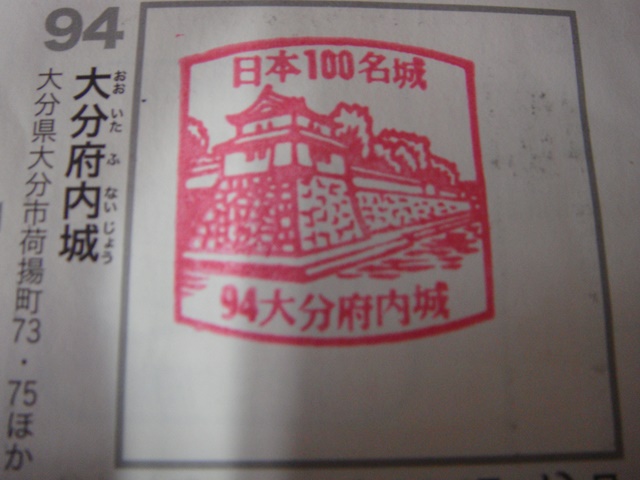 94
大分府内城
おおいたふないじょう
大分県大分市荷揚町73・75ほか
日本100名城
94大分府内城